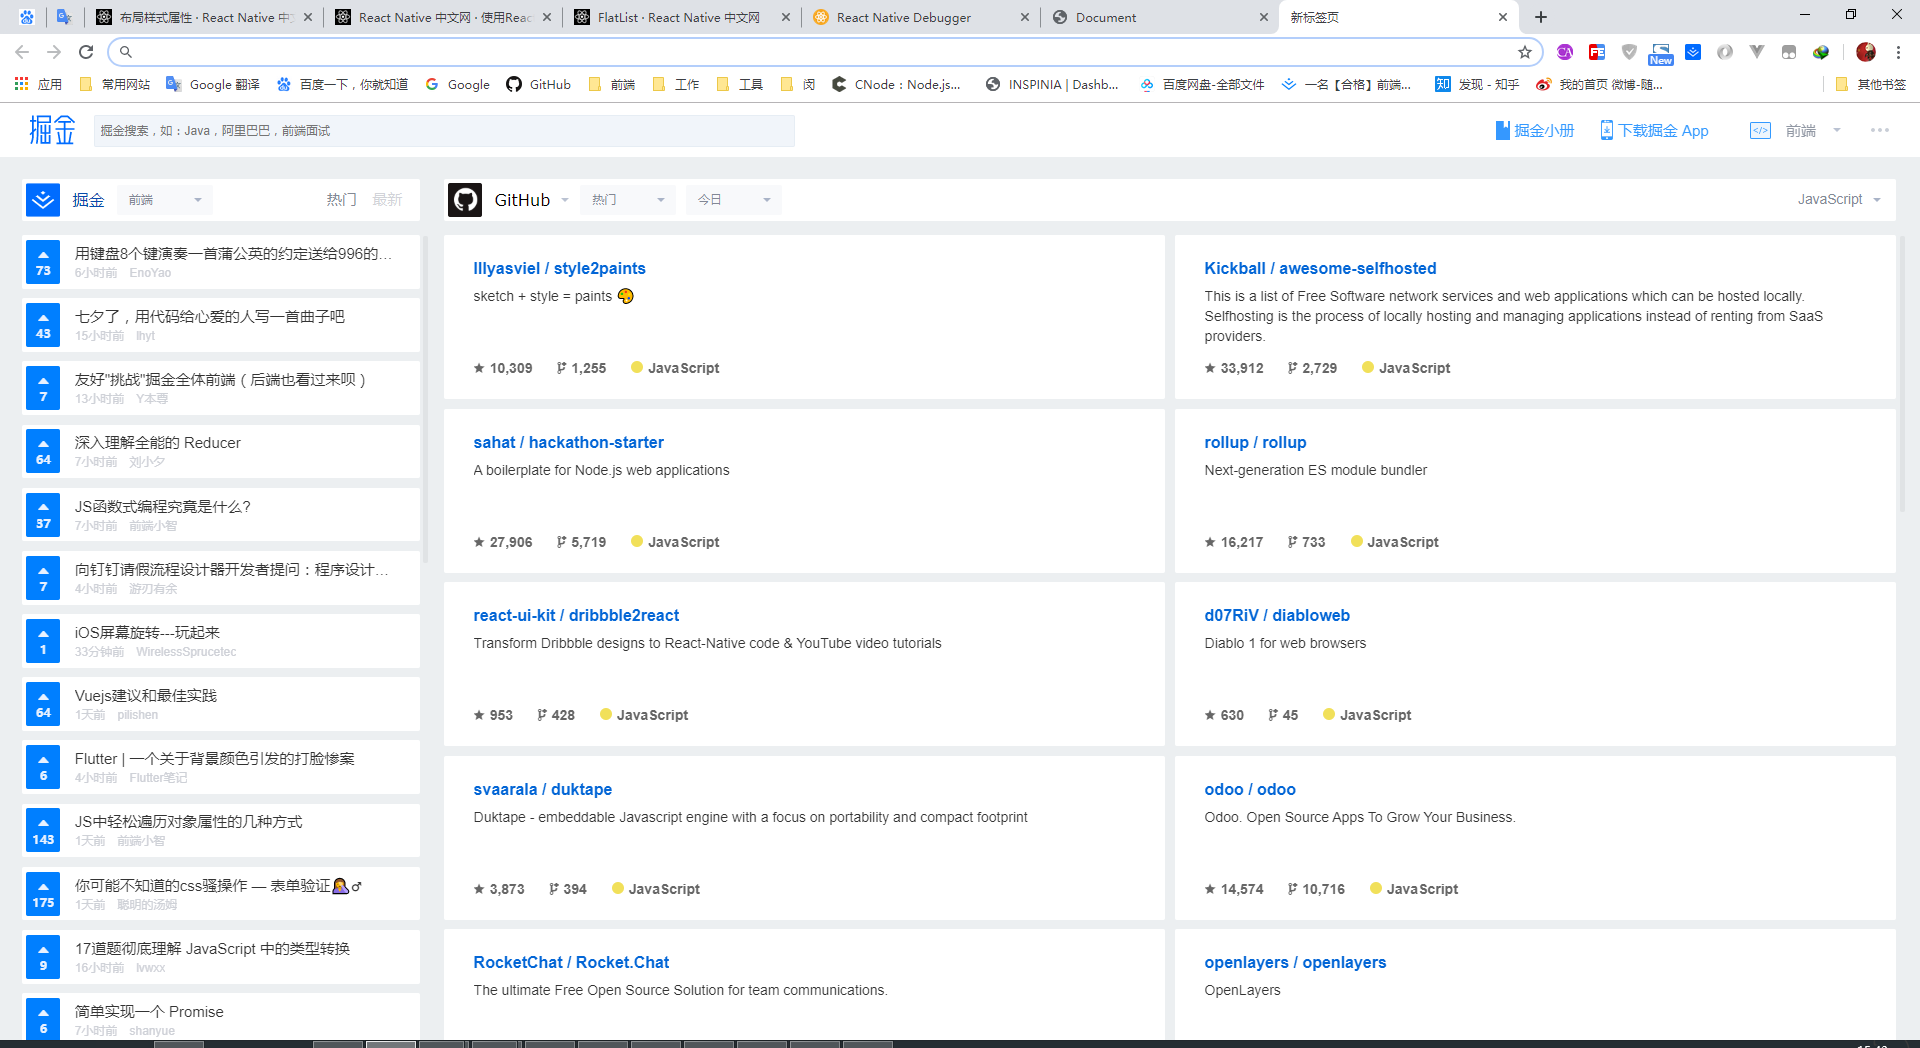 布局样式属性 · React Native 中文
React Native 中文网 · 使用Reac
FlatList · React Native 中文网
React Native Debugger
Document
新标签页
New
应用
常用网站
Google 翻译
百度一下，你就知道
Google
GitHub
前端
工作
工具
闵
CNode：Node.js...
INSPINIA | Dashb...
百度网盘-全部文件
一名【合格】前端...
知 发现 - 知乎
我的首页 微博-随...
其他书签
掘金
掘金搜索，如：Java，阿里巴巴，前端面试
掘金小册
下载掘金 App
前端
掘金
前端
热门
最新
73
用键盘8个键演奏一首蒲公英的约定送给996的...
6小时前 EnoYao
43
七夕了，用代码给心爱的人写一首曲子吧
15小时前 lhyt
7
友好"挑战"掘金全体前端（后端也看过来呗）
13小时前 Y本尊
64
深入理解全能的 Reducer
7小时前 刘小夕
37
JS函数式编程究竟是什么?
7小时前 前端小智
7
向钉钉请假流程设计器开发者提问：程序设计...
4小时前 游刃有余
1
iOS屏幕旋转---玩起来
33分钟前 WirelessSprucetec
64
Vuejs建议和最佳实践
1天前 pilishen
6
Flutter | 一个关于背景颜色引发的打脸惨案
4小时前 Flutter笔记
143
JS中轻松遍历对象属性的几种方式
1天前 前端小智
175
你可能不知道的css骚操作 — 表单验证🤦♂
1天前 聪明的汤姆
9
17道题彻底理解 JavaScript 中的类型转换
16小时前 lvwxx
6
简单实现一个 Promise
7小时前 shanyue
GitHub
热门
今日
JavaScript
lllyasviel / style2paints
sketch + style = paints 🎨
10,309 1,255 JavaScript
Kickball / awesome-selfhosted
This is a list of Free Software network services and web applications which can be hosted locally.
Selfhosting is the process of locally hosting and managing applications instead of renting from SaaS
providers.
33,912 2,729 JavaScript
sahat / hackathon-starter
A boilerplate for Node.js web applications
27,906 5,719 JavaScript
rollup / rollup
Next-generation ES module bundler
16,217 733 JavaScript
react-ui-kit / dribbble2react
Transform Dribbble designs to React-Native code & YouTube video tutorials
953 428 JavaScript
d07RiV / diabloweb
Diablo 1 for web browsers
630 45 JavaScript
svaarala / duktape
Duktape - embeddable Javascript engine with a focus on portability and compact footprint
3,873 394 JavaScript
odoo / odoo
Odoo. Open Source Apps To Grow Your Business.
14,574 10,716 JavaScript
RocketChat / Rocket.Chat
The ultimate Free Open Source Solution for team communications.
openlayers / openlayers
OpenLayers